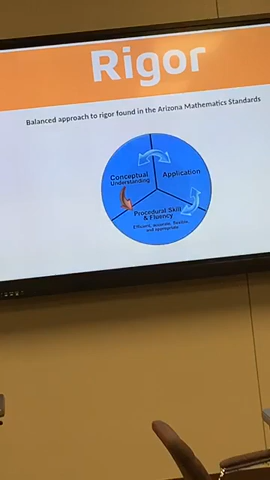 Rigor
Balanced approach to rigor found in the Arizona Mathematics Standards
Conceptual
Understanding
Application
Procedural Skill
& Fluency
Efficient, accurate, flexible,
and appropriate